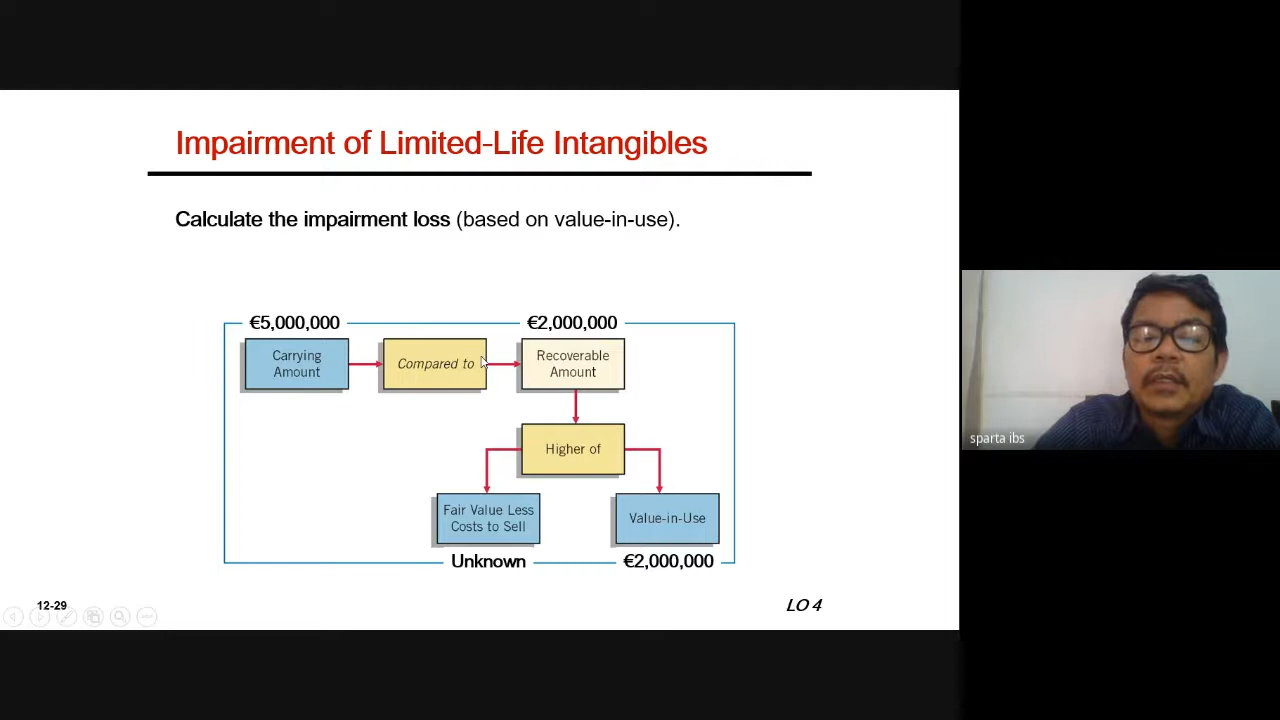 Impairment of Limited-Life Intangibles
Calculate the impairment loss (based on value-in-use).
€5,000,000
€2,000,000
Carrying
Amount
Compared to
Recoverable
Amount
Higher of
Fair Value Less
Costs to Sell
Value-in-Use
Unknown
€2,000,000
12-29
LO 4
sparta ibs